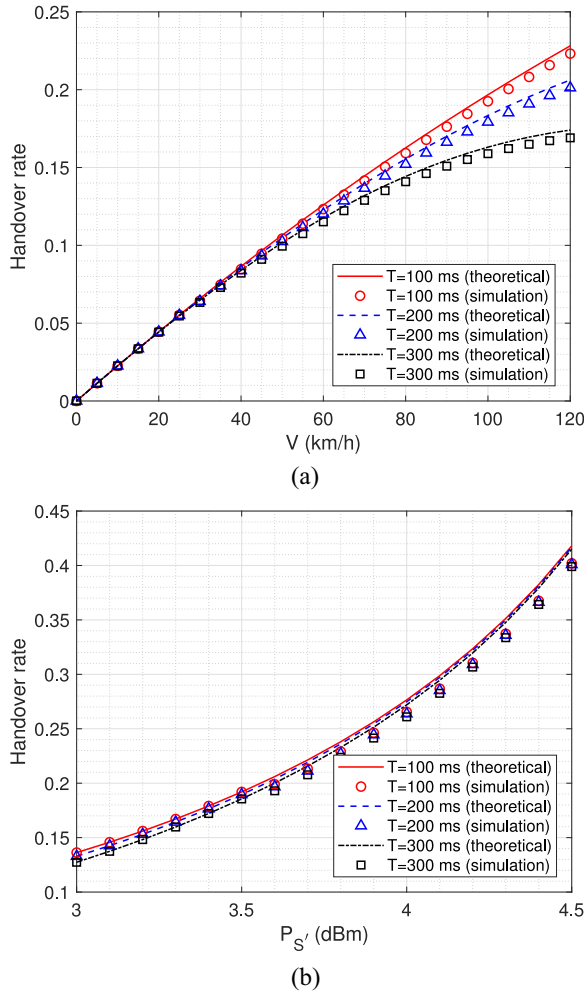 0.25
0.2
0.15
0.1
0.05
0
Handover rate
T=100 ms (theoretical)
T=100 ms (simulation)
T=200 ms (theoretical)
T=200 ms (simulation)
T=300 ms (theoretical)
T=300 ms (simulation)
0 20 40 60 80 100 120
V (km/h)
(a)
0.45
0.4
0.35
0.3
0.25
0.2
0.15
0.1
Handover rate
T=100 ms (theoretical)
T=100 ms (simulation)
T=200 ms (theoretical)
T=200 ms (simulation)
T=300 ms (theoretical)
T=300 ms (simulation)
3 3.5 4 4.5
P_S' (dBm)
(b)